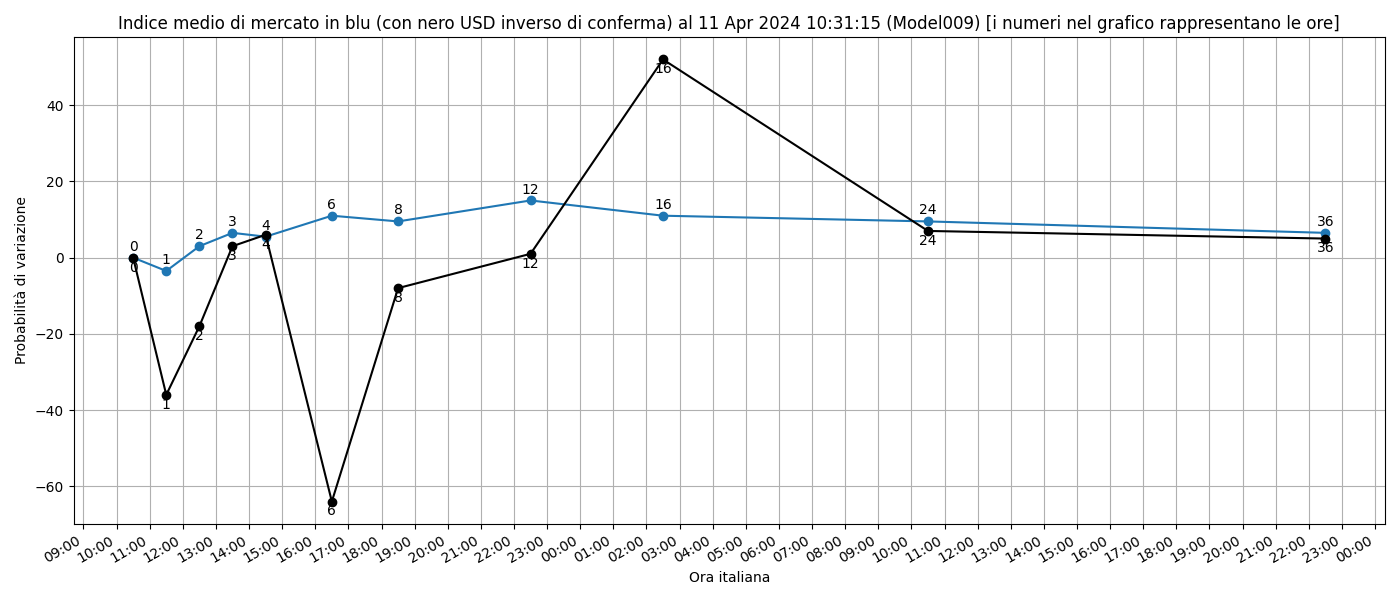 Indice medio di mercato in blu (con nero USD inverso di conferma) al 11 Apr 2024 10:31:15 (Model009) [i numeri nel grafico rappresentano le ore]
Probabilità di variazione
40
20
0
−20
−40
−60
0 1 2 3 4 6 8 12 16 24 36
0 1 2 3 4 6 8 12 16 24 36
09:00 10:00 11:00 12:00 13:00 14:00 15:00 16:00 17:00 18:00 19:00 20:00 21:00 22:00 23:00 00:00 01:00 02:00 03:00 04:00 05:00 06:00 07:00 08:00 09:00 10:00 11:00 12:00 13:00 14:00 15:00 16:00 17:00 18:00 19:00 20:00 21:00 22:00 23:00 00:00
Ora italiana